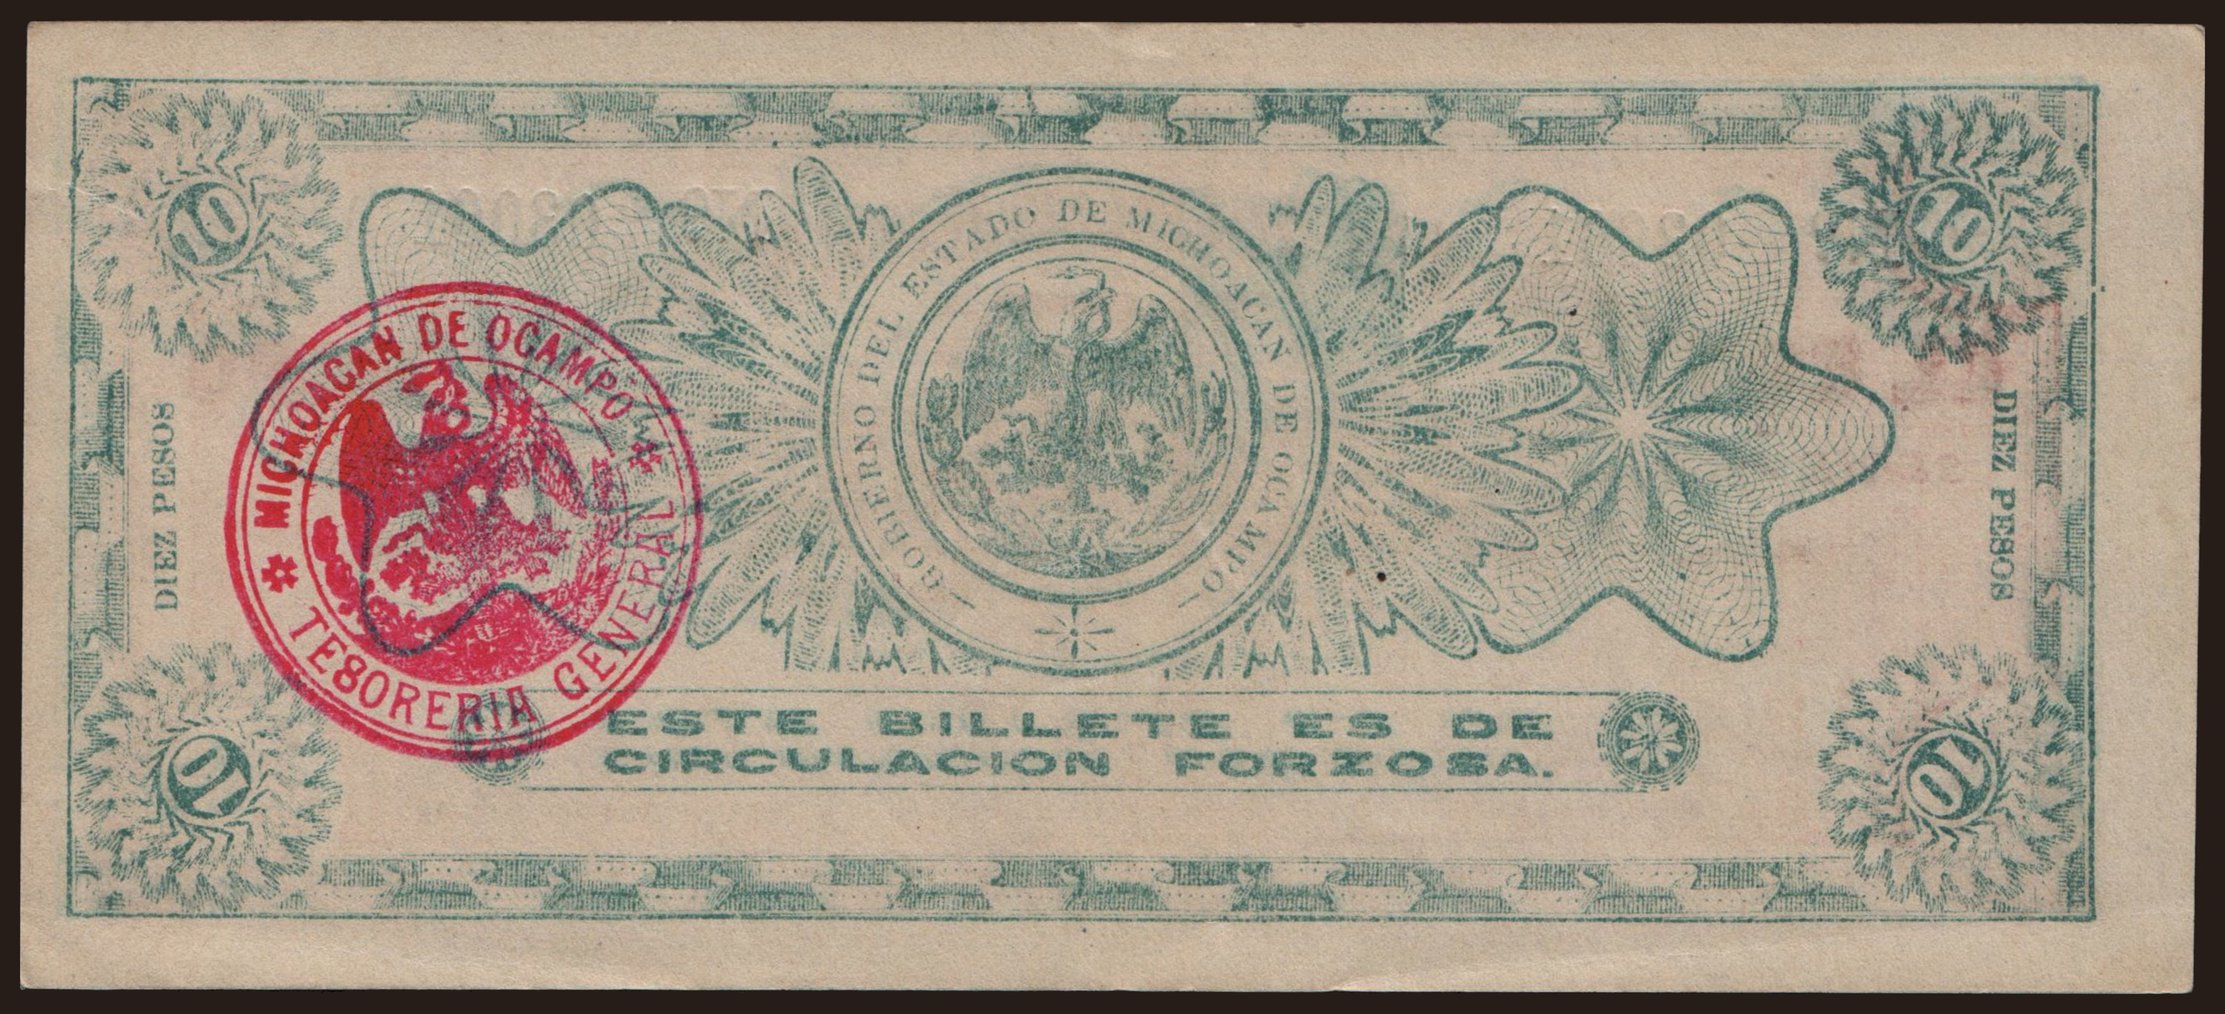 10
10
GOBIERNO DEL ESTADO DE MICHOACAN DE OCAMPO
MICHOACAN DE OCAMPO
TESORERIA GENERAL
DIEZ PESOS
DIEZ PESOS
ESTE BILLETE ES DE
CIRCULACION FORZOSA.
10
10